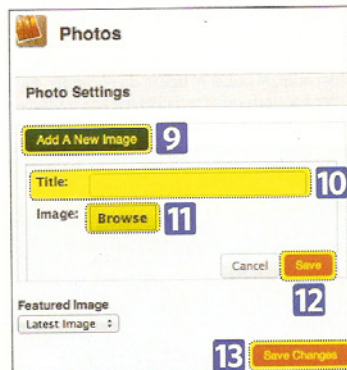 Photos
Photo Settings
Add A New Image 9
Title: 10
Image: Browse 11
Cancel Save
12
Featured Image
Latest Image
13 Save Changes